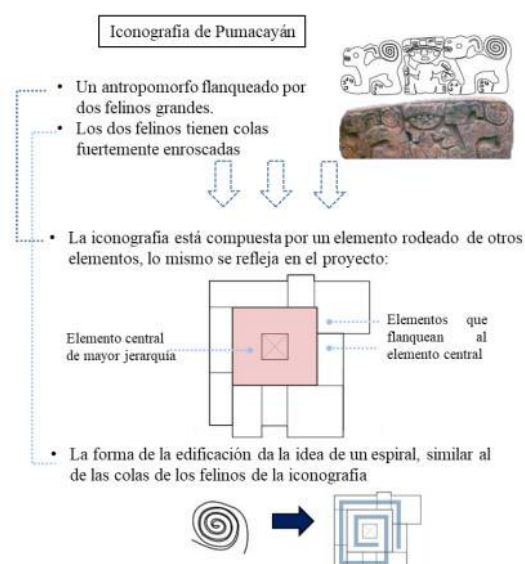 Iconografía de Pumacayán
• Un antropomorfo flanqueado por
dos felinos grandes.
• Los dos felinos tienen colas
fuertemente enroscadas
• La iconografía está compuesta por un elemento rodeado de otros
elementos, lo mismo se refleja en el proyecto:
Elemento central
de mayor jerarquía
Elementos que
flanquean al
elemento central
• La forma de la edificación da la idea de un espiral, similar al
de las colas de los felinos de la iconografía